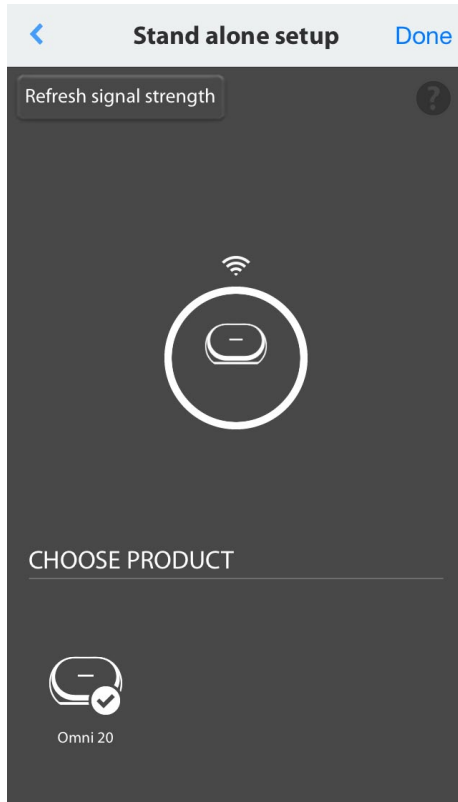 Stand alone setup
Done
Refresh signal strength
?
CHOOSE PRODUCT
Omni 20